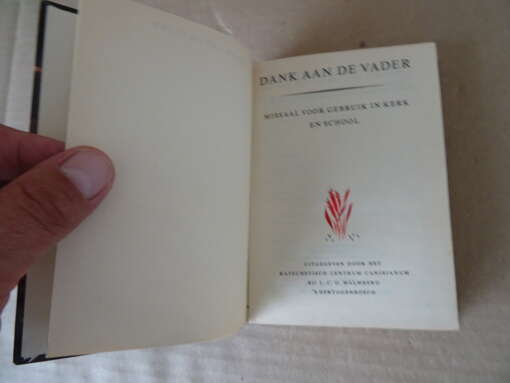 DANK AAN DE VADER
MISSAAL VOOR GEBRUIK IN KERK
EN SCHOOL
UITGEGEVEN DOOR HET
KATECHETISCH CENTRUM CANISIANUM
BIJ L. C. G. MALMBERG
'S-HERTOGENBOSCH